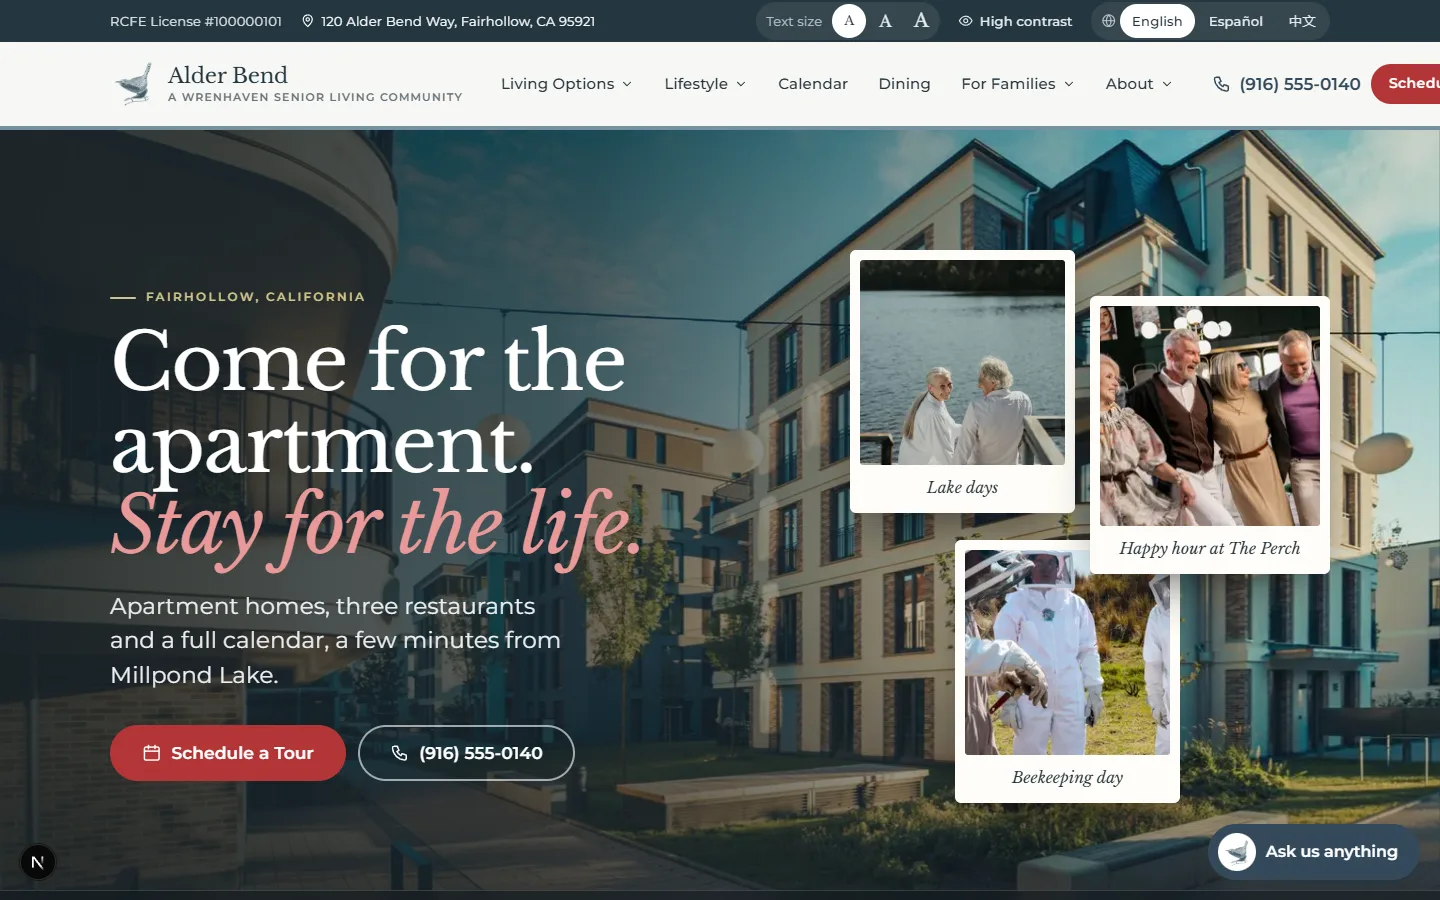 RCFE License #100000101
120 Alder Bend Way, Fairhollow, CA 95921
Text size
A
A
A
High contrast
English
Español
中文
Alder Bend
A WRENHAVEN SENIOR LIVING COMMUNITY
Living Options
Lifestyle
Calendar
Dining
For Families
About
(916) 555-0140
Schedu
FAIRHOLLOW, CALIFORNIA
Come for the
apartment.
Stay for the life.
Apartment homes, three restaurants
and a full calendar, a few minutes from
Millpond Lake.
Schedule a Tour
(916) 555-0140
Lake days
Happy hour at The Perch
Beekeeping day
N
Ask us anything